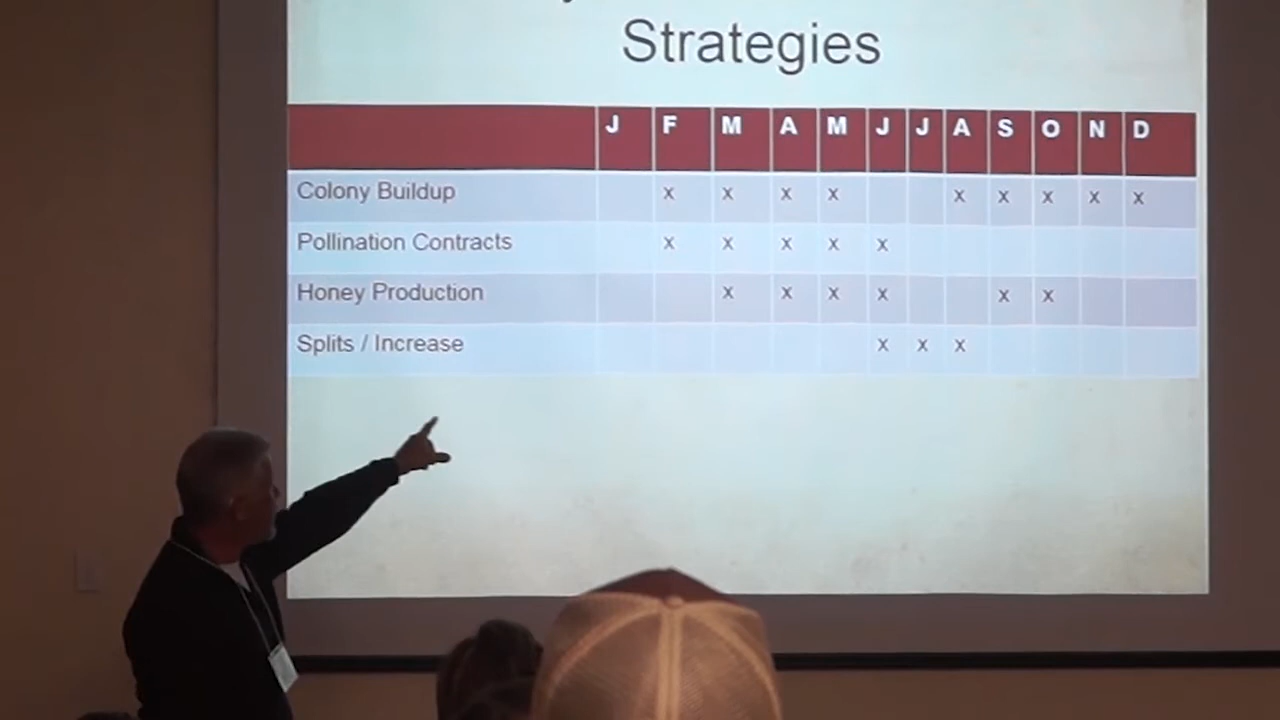 Strategies
J F M A M J J A S O N D
Colony Buildup x x x x x x x x x
Pollination Contracts x x x x x
Honey Production x x x x x x
Splits / Increase x x x